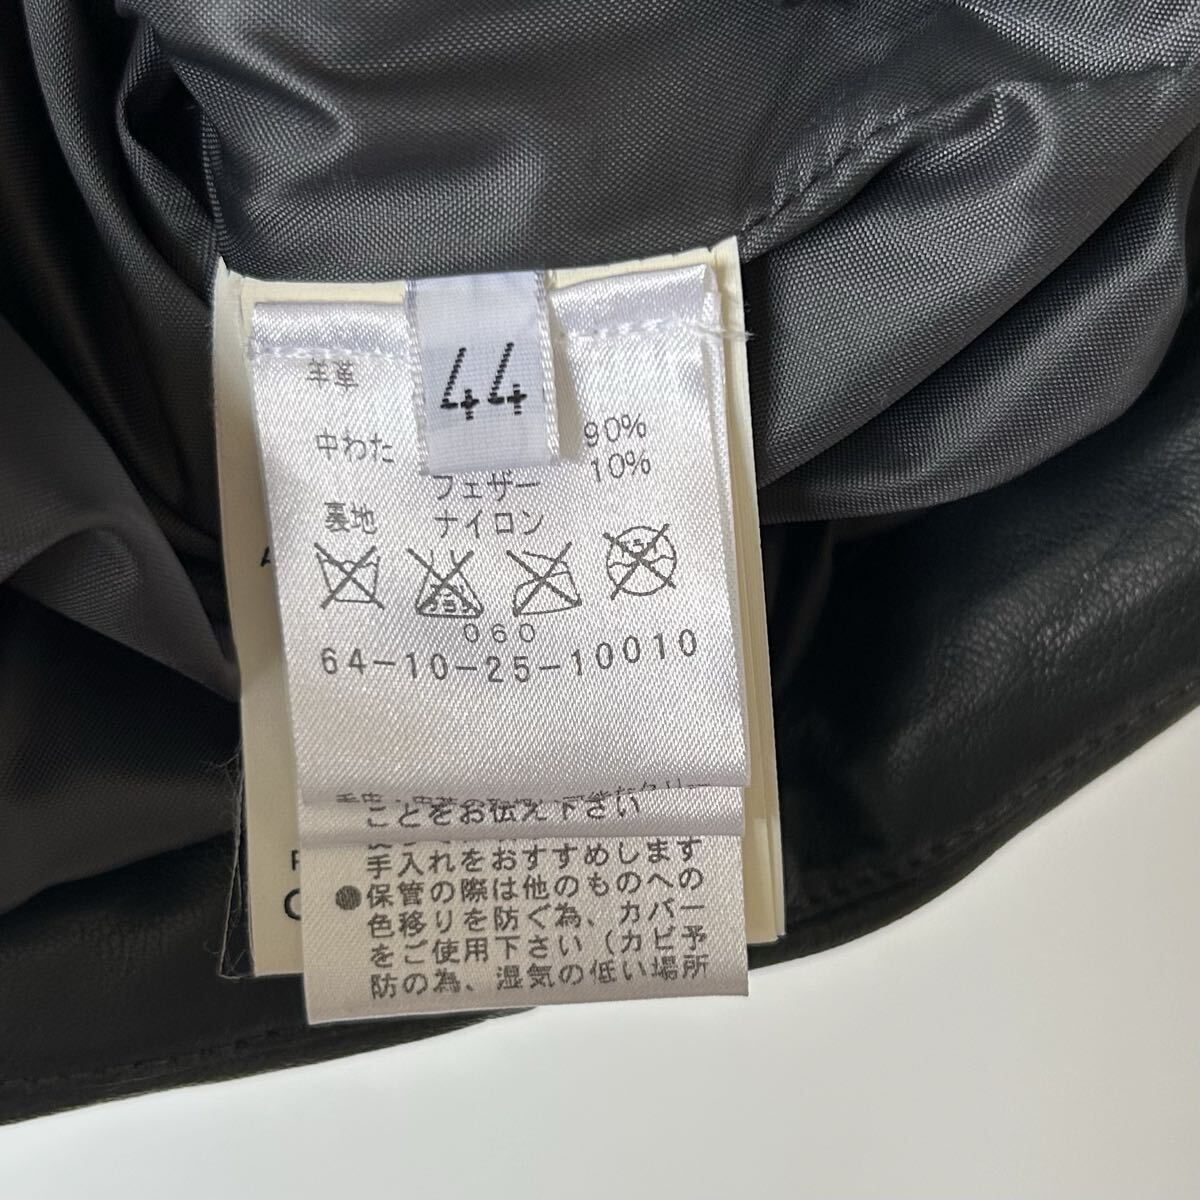 44
羊革
中わた 90%
フェザー 10%
裏地 ナイロン
060
64-10-25-10010
ことをお伝え下さい
手入れをおすすめします
●保管の際は他のものへの
色移りを防ぐ為、カバー
をご使用下さい（カビ予
防の為、湿気の低い場所